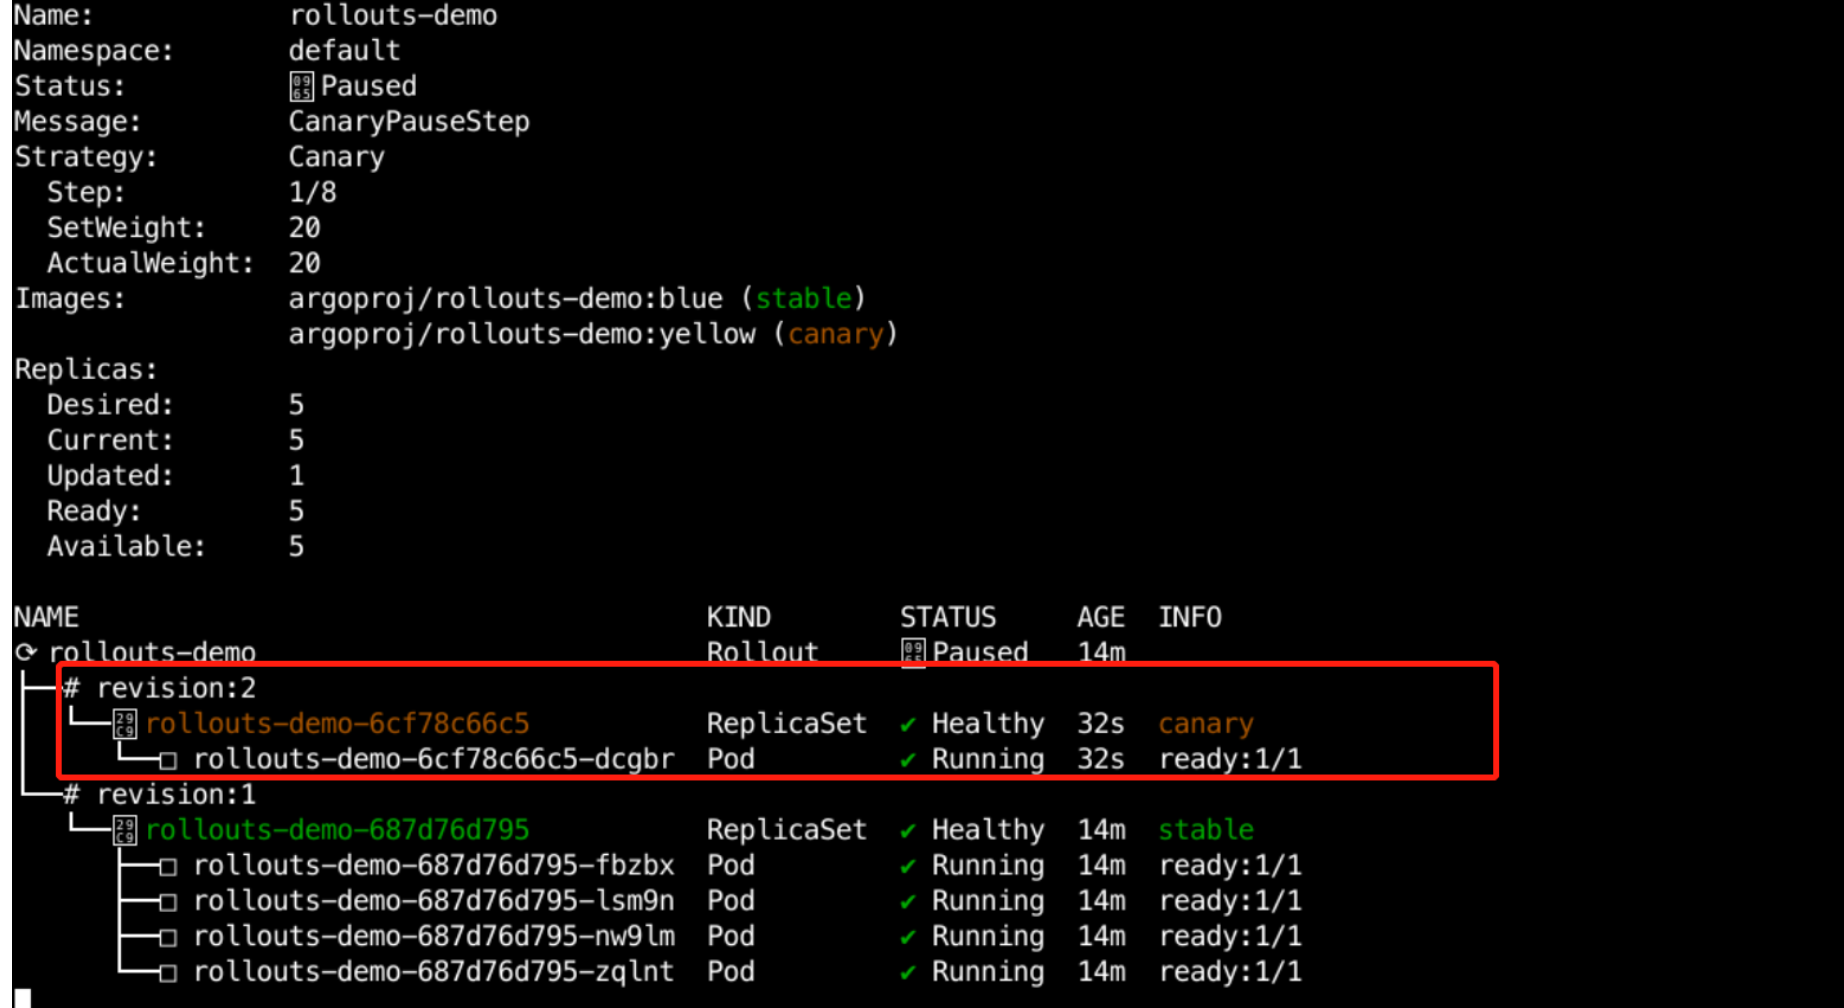 Name: rollouts-demo
Namespace: default
Status: Paused
Message: CanaryPauseStep
Strategy: Canary
Step: 1/8
SetWeight: 20
ActualWeight: 20
Images: argoproj/rollouts-demo:blue (stable)
argoproj/rollouts-demo:yellow (canary)
Replicas:
Desired: 5
Current: 5
Updated: 1
Ready: 5
Available: 5
NAME KIND STATUS AGE INFO
⟳ rollouts-demo Rollout Paused 14m
├──# revision:2
│  └──rollouts-demo-6cf78c66c5 ReplicaSet ✔ Healthy 32s canary
│     └──□ rollouts-demo-6cf78c66c5-dcgbr Pod ✔ Running 32s ready:1/1
└──# revision:1
   └──rollouts-demo-687d76d795 ReplicaSet ✔ Healthy 14m stable
      ├──□ rollouts-demo-687d76d795-fbzbx Pod ✔ Running 14m ready:1/1
      ├──□ rollouts-demo-687d76d795-lsm9n Pod ✔ Running 14m ready:1/1
      ├──□ rollouts-demo-687d76d795-nw9lm Pod ✔ Running 14m ready:1/1
      └──□ rollouts-demo-687d76d795-zqlnt Pod ✔ Running 14m ready:1/1